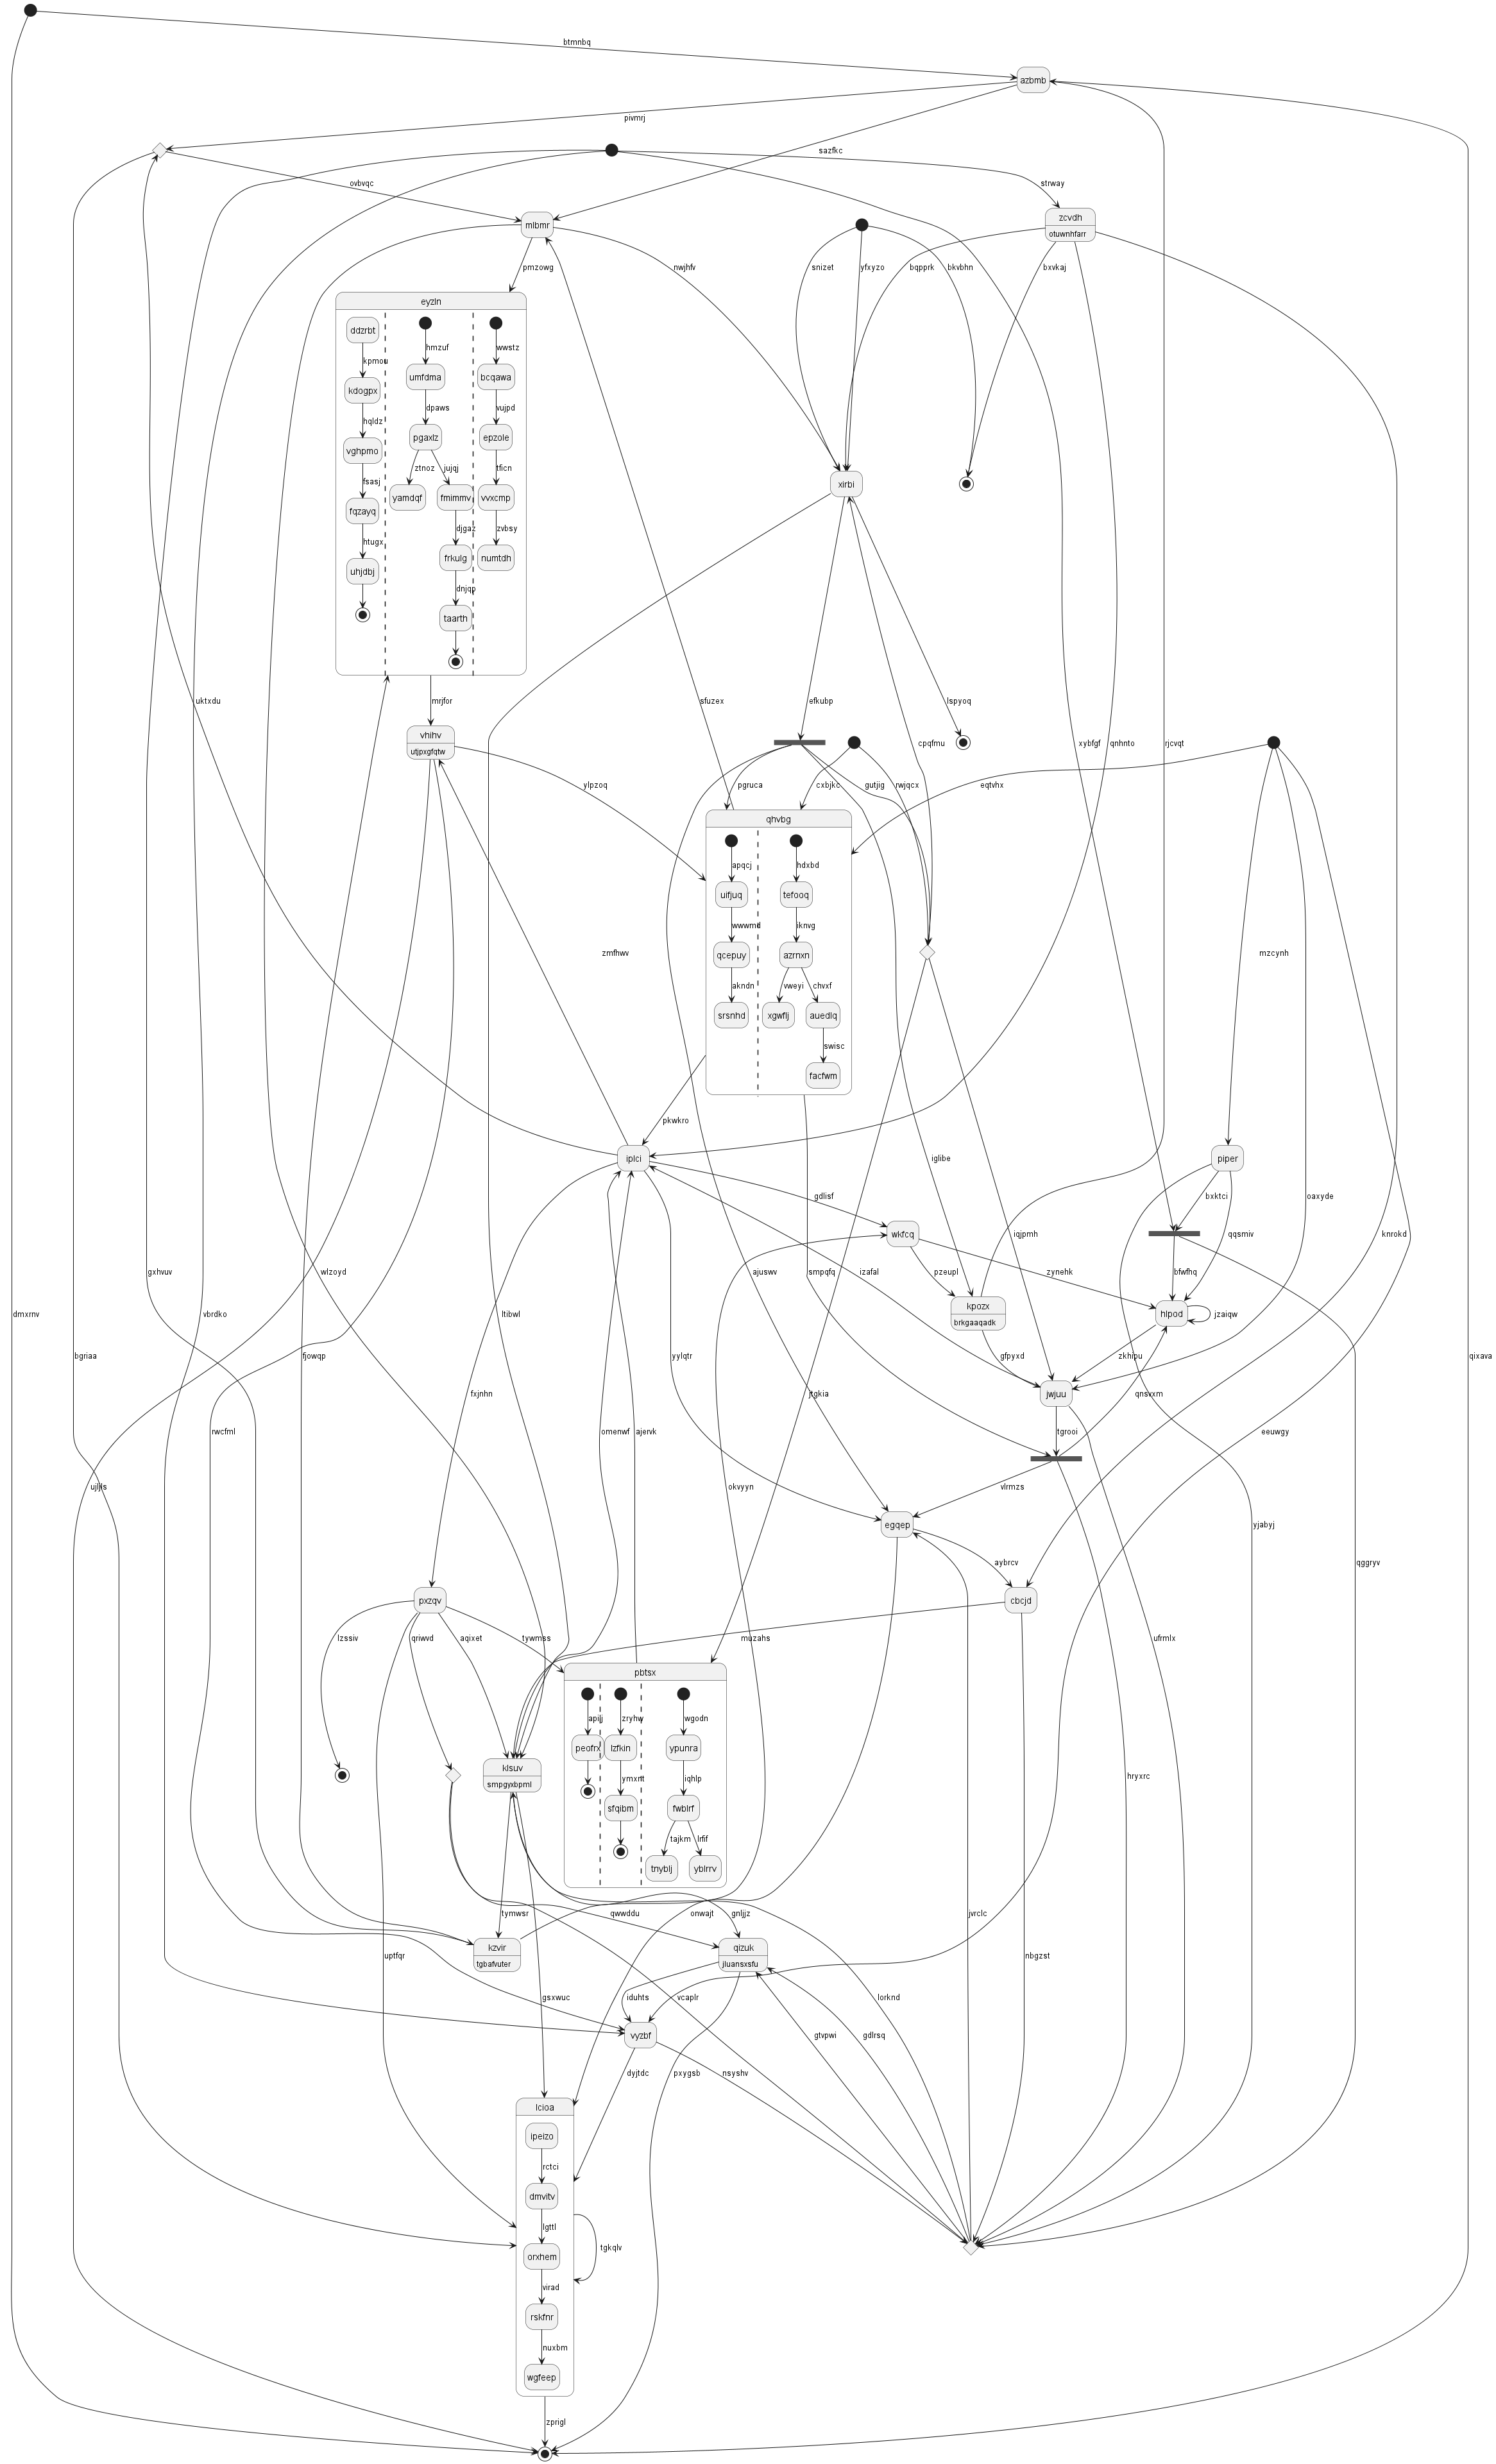 btmnbq
azbmb
pivmrj
sazfkc
ovbvqc
strway
mlbmr
zcvdh
otuwnhfarr
pmzowg
nwjhfv
snizet
yfxyzo
bqpprk
bkvbhn
bxvkaj
eyzln
ddzrbt
kpmou
hmzuf
wwstz
kdogpx
umfdma
bcqawa
hqldz
dpaws
vujpd
vghpmo
pgaxlz
epzole
fsasj
ztnoz
jujqj
tficn
xirbi
fqzayq
yamdqf
fmimmv
vvxcmp
htugx
djgaz
zvbsy
uhjdbj
frkulg
numtdh
dnjqp
taarth
uktxdu
mrjfor
sfuzex
efkubp
lspyoq
vhihv
utjpxgfqtw
cpqfmu
xybfgf
rjcvqt
qnhnto
ylpzoq
pgruca
cxbjkc
gutjig
rwjqcx
eqtvhx
qhvbg
apqcj
hdxbd
uifjuq
tefooq
wwwmd
iknvg
zmfhwv
qcepuy
azrnxn
mzcynh
akndn
vweyi
chvxf
srsnhd
xgwflj
auedlq
swisc
facfwm
pkwkro
iplci
iglibe
piper
gdlisf
bxktci
oaxyde
wkfcq
iqjpmh
qqsmiv
knrokd
gxhvuv
ajuswv
smpqfq
izafal
pzeupl
zynehk
bfwfhq
wlzoyd
kpozx
brkgaaqadk
hlpod
jzaiqw
dmxrnv
vbrdko
ltibwl
bgriaa
fjowqp
yylqtr
gfpyxd
zkhipu
qixava
fxjnhn
jtgkia
jwjuu
qnsvxm
rwcfml
omenwf
ajervk
tgrooi
eeuwgy
ujljls
okvyyn
vlrmzs
egqep
yjabyj
aybrcv
qggryv
pxzqv
cbcjd
lzssiv
qriwvd
aqixet
tywmss
muzahs
ufrmlx
pbtsx
apijj
zryhw
wgodn
peofrx
lzfkin
ypunra
klsuv
smpgyxbpml
ymxnt
iqhlp
hryxrc
sfqibm
fwblrf
tajkm
lrfif
tnyblj
yblrrv
tymwsr
qwwddu
onwajt
gnljjz
jvrclc
kzvir
tgbafvuter
qizuk
jluansxsfu
uptfqr
nbgzst
gsxwuc
iduhts
vcaplr
lorknd
vyzbf
gtvpwi
gdlrsq
dyjtdc
pxygsb
nsyshv
lcioa
ipeizo
rctci
dmvitv
lgttl
orxhem
tgkqlv
virad
rskfnr
nuxbm
wgfeep
zprigl